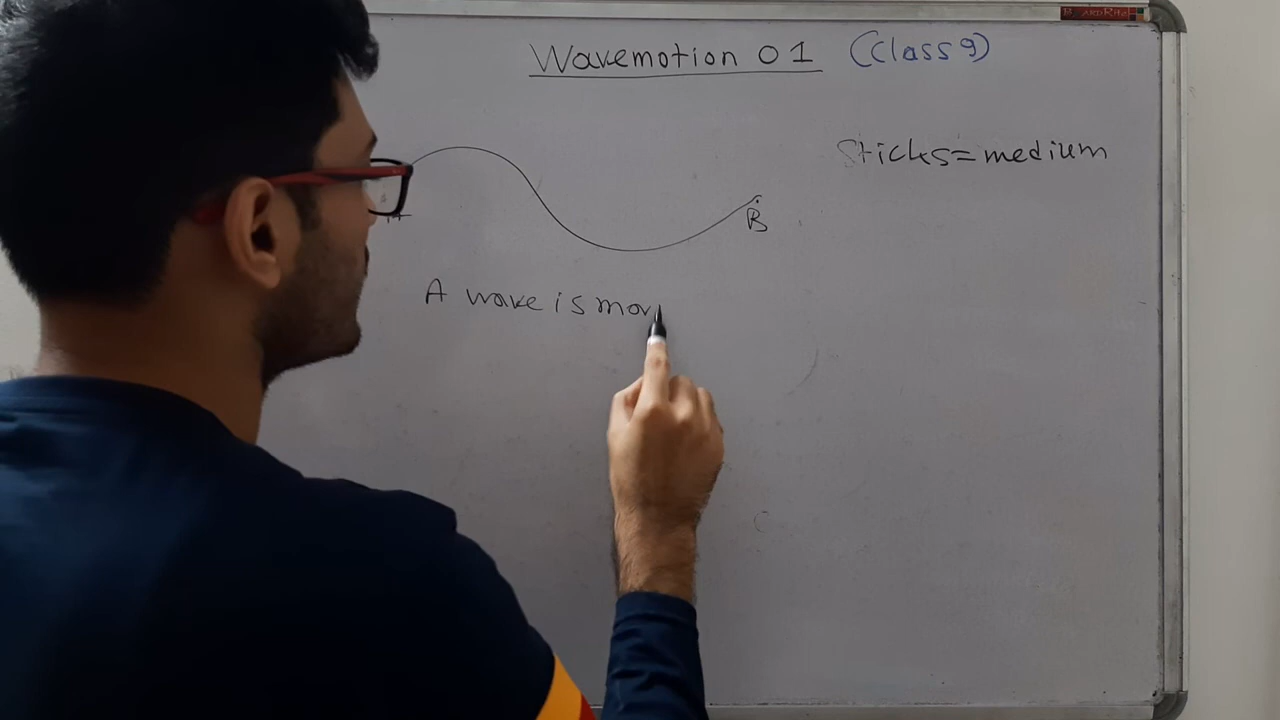 Wavemotion 01 (Class 9)
Sticks = medium
B
A wave is mov